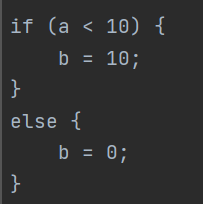 if (a < 10) {
    b = 10;
}
else {
    b = 0;
}